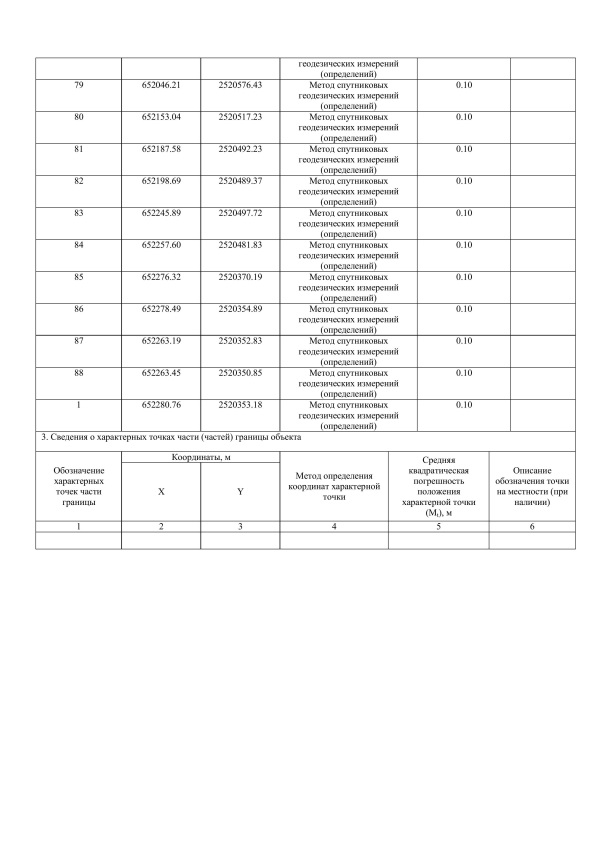 геодезических измерений
(определений)
79 652046.21 2520576.43 Метод спутниковых 0.10
геодезических измерений
(определений)
80 652153.04 2520517.23 Метод спутниковых 0.10
геодезических измерений
(определений)
81 652187.58 2520492.23 Метод спутниковых 0.10
геодезических измерений
(определений)
82 652198.69 2520489.37 Метод спутниковых 0.10
геодезических измерений
(определений)
83 652245.89 2520497.72 Метод спутниковых 0.10
геодезических измерений
(определений)
84 652257.60 2520481.83 Метод спутниковых 0.10
геодезических измерений
(определений)
85 652276.32 2520370.19 Метод спутниковых 0.10
геодезических измерений
(определений)
86 652278.49 2520354.89 Метод спутниковых 0.10
геодезических измерений
(определений)
87 652263.19 2520352.83 Метод спутниковых 0.10
геодезических измерений
(определений)
88 652263.45 2520350.85 Метод спутниковых 0.10
геодезических измерений
(определений)
1 652280.76 2520353.18 Метод спутниковых 0.10
геодезических измерений
(определений)
3. Сведения о характерных точках части (частей) границы объекта
Обозначение
характерных
точек части
границы
Координаты, м
X
Y
Метод определения
координат характерной
точки
Средняя
квадратическая
погрешность
положения
характерной точки
(Mt), м
Описание
обозначения точки
на местности (при
наличии)
1 2 3 4 5 6